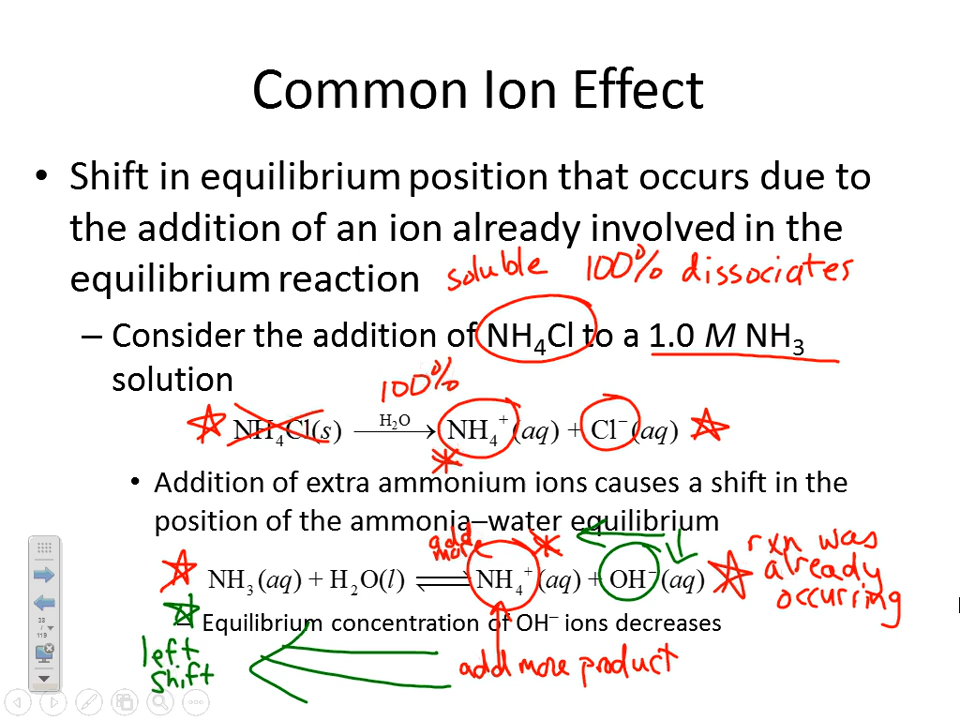 Common Ion Effect
• Shift in equilibrium position that occurs due to
the addition of an ion already involved in the
equilibrium reaction
soluble 100% dissociates
– Consider the addition of NH₄Cl to a 1.0 M NH₃
solution
100%
NH₄Cl(s) —H₂O→ NH₄⁺(aq) + Cl⁻(aq)
• Addition of extra ammonium ions causes a shift in the
position of the ammonia–water equilibrium
add
more
rxn was
already
occurring
NH₃(aq) + H₂O(l) ⇌ NH₄⁺(aq) + OH⁻(aq)
– Equilibrium concentration of OH⁻ ions decreases
left
shift
add more product
38
/
119